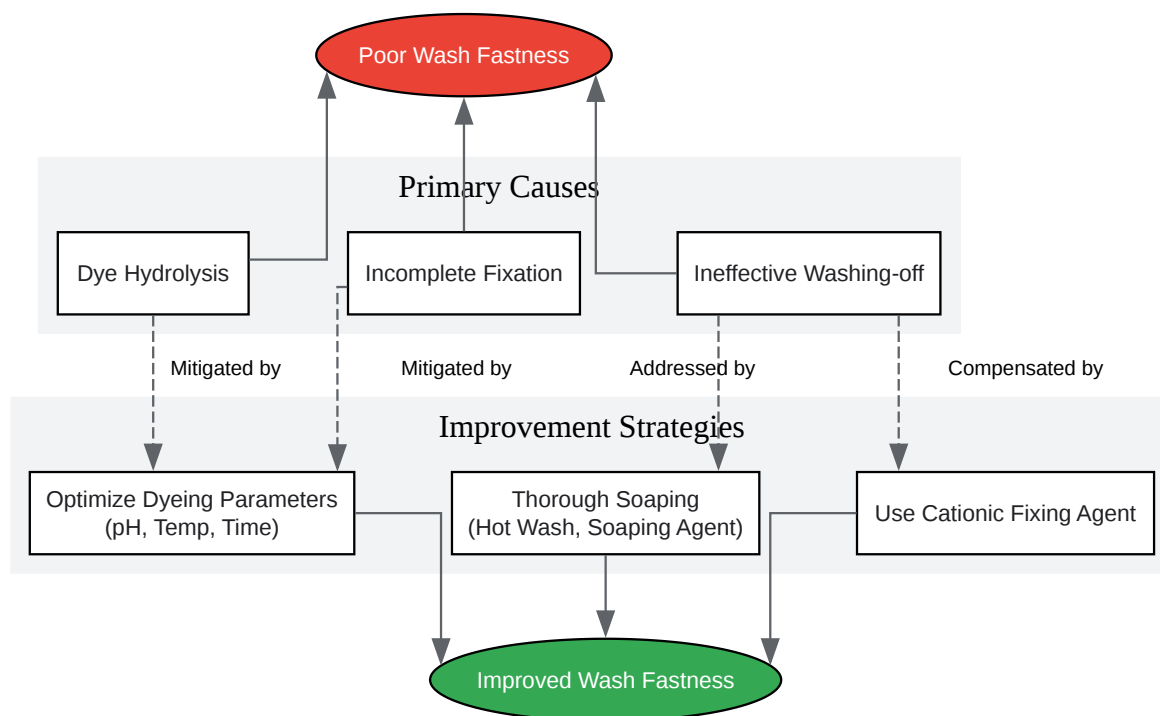 Poor Wash Fastness
Primary Causes
Dye Hydrolysis
Incomplete Fixation
Ineffective Washing-off
Mitigated by
Mitigated by
Addressed by
Compensated by
Improvement Strategies
Optimize Dyeing Parameters
(pH, Temp, Time)
Thorough Soaping
(Hot Wash, Soaping Agent)
Use Cationic Fixing Agent
Improved Wash Fastness